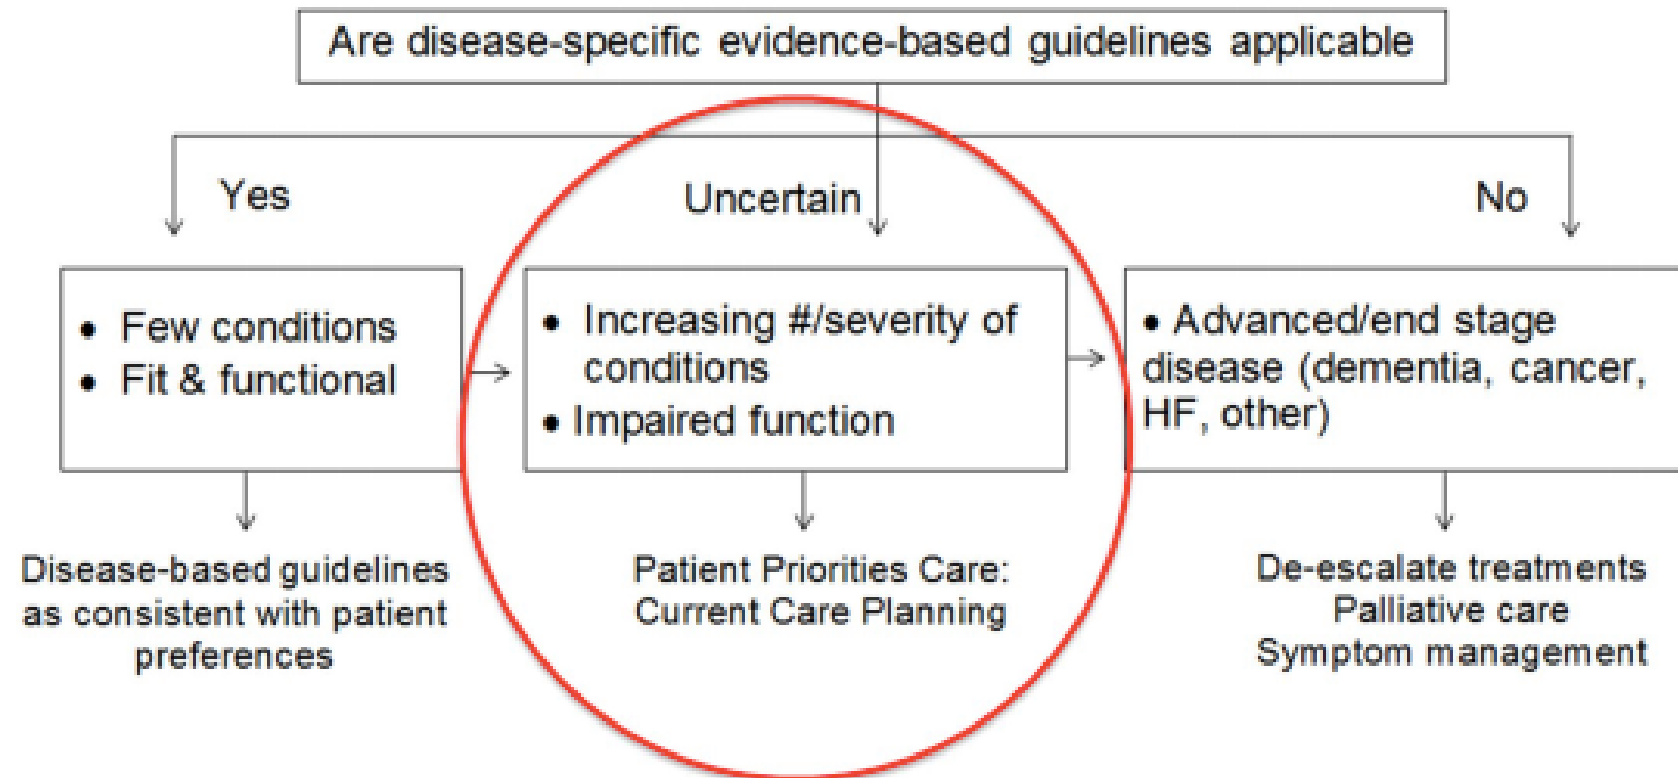 Are disease-specific evidence-based guidelines applicable
Yes
Uncertain
No
• Few conditions
• Fit & functional
• Increasing #/severity of
conditions
• Impaired function
• Advanced/end stage
disease (dementia, cancer,
HF, other)
Disease-based guidelines
as consistent with patient
preferences
Patient Priorities Care:
Current Care Planning
De-escalate treatments
Palliative care
Symptom management